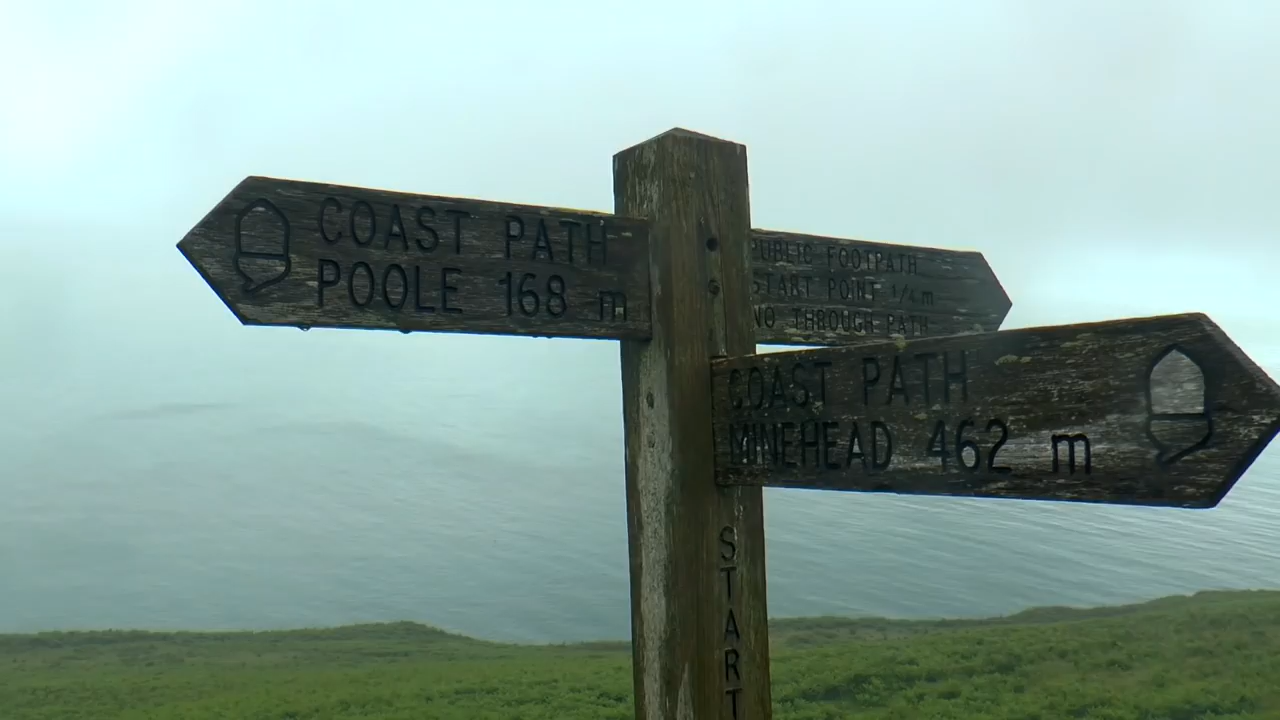 COAST PATH
POOLE 168 m
PUBLIC FOOTPATH
START POINT 1/4 m
NO THROUGH PATH
COAST PATH
MINEHEAD 462 m
START